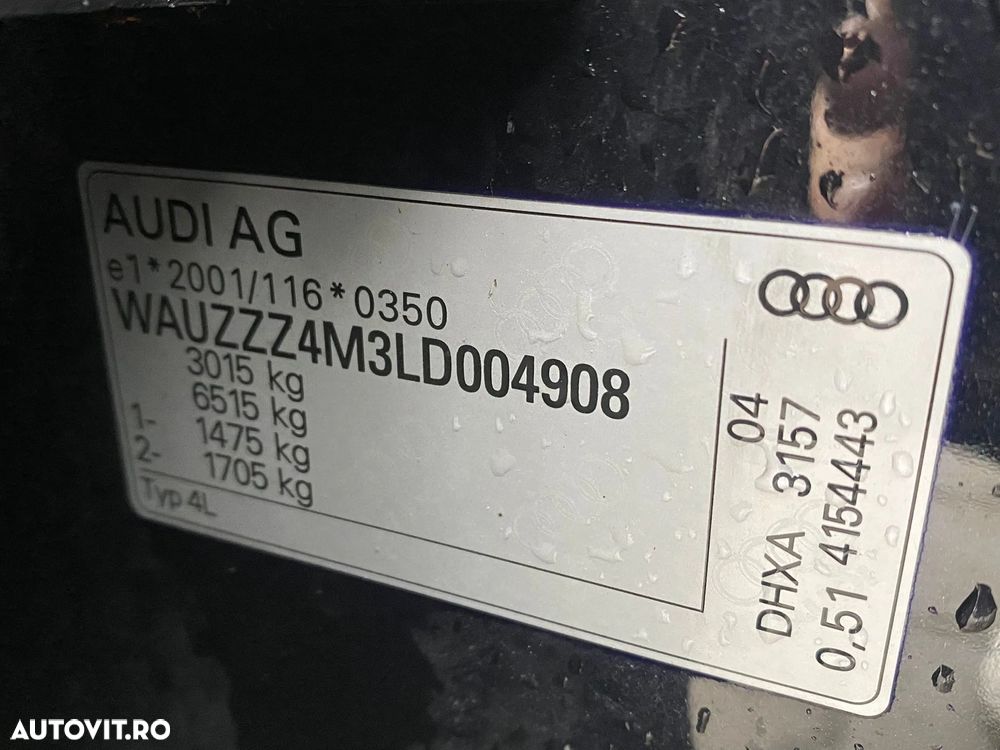 AUDI AG
e1*2001/116*0350
WAUZZZ4M3LD004908
3015 kg
6515 kg
1- 1475 kg
2- 1705 kg
Typ 4L
04
DHXA 3157
0,51 4154443
AUTOVIT.RO